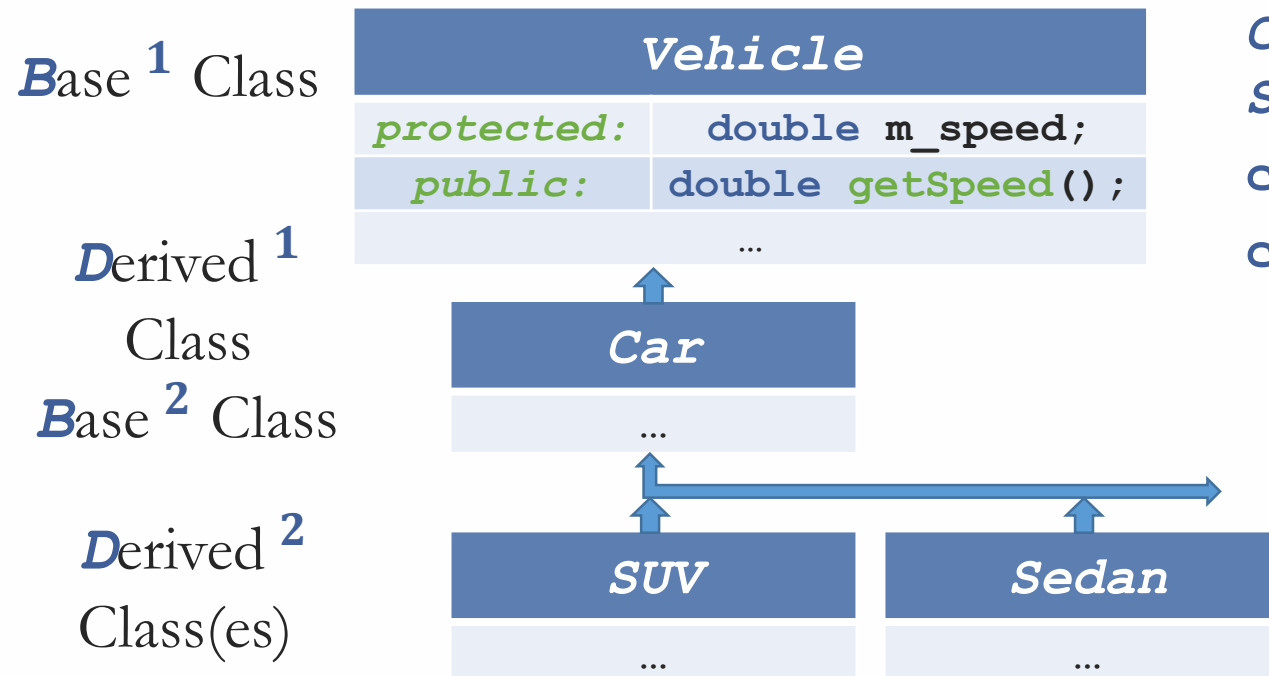 Base 1 Class
Vehicle
protected: double m_speed;
public: double getSpeed();
…
Derived 1
Class
Car
Base 2 Class
…
Derived 2
Class(es)
SUV Sedan
… …